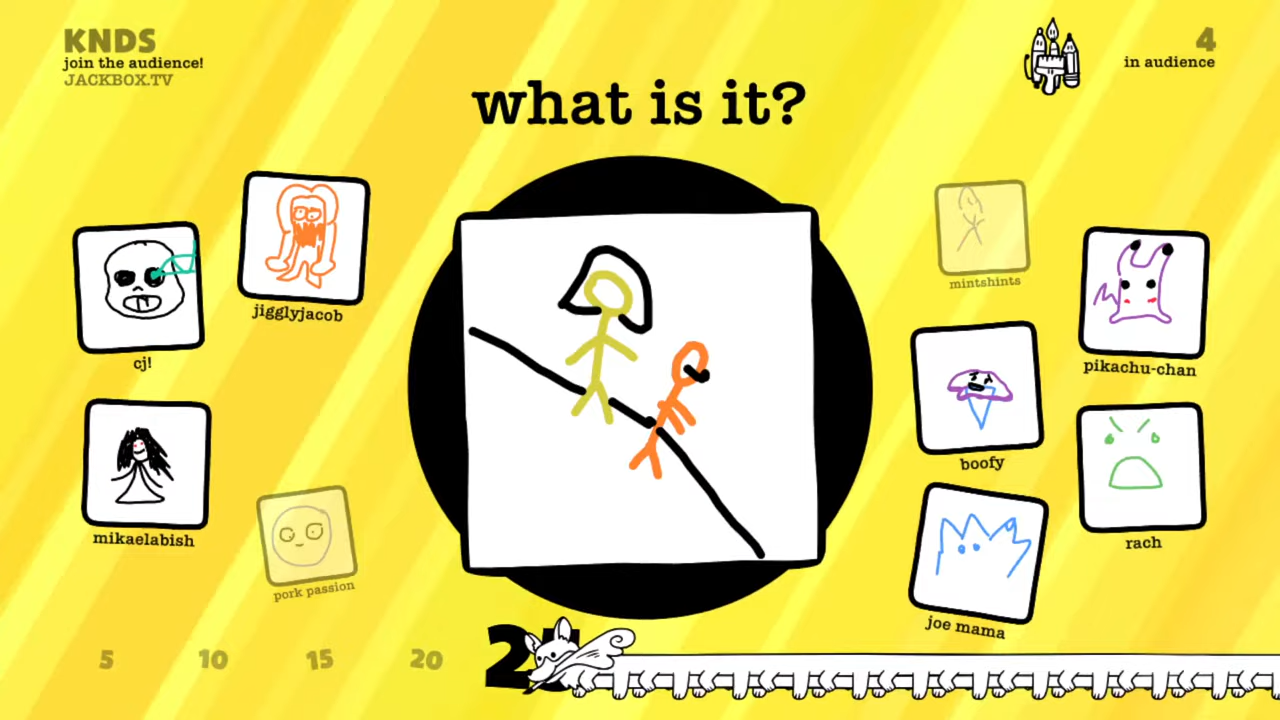 KNDS
join the audience!
JACKBOX.TV
4
in audience
what is it?
jigglyjacob
cj!
mikaelabish
pork passion
mintshints
pikachu-chan
boofy
rach
joe mama
5 10 15 20